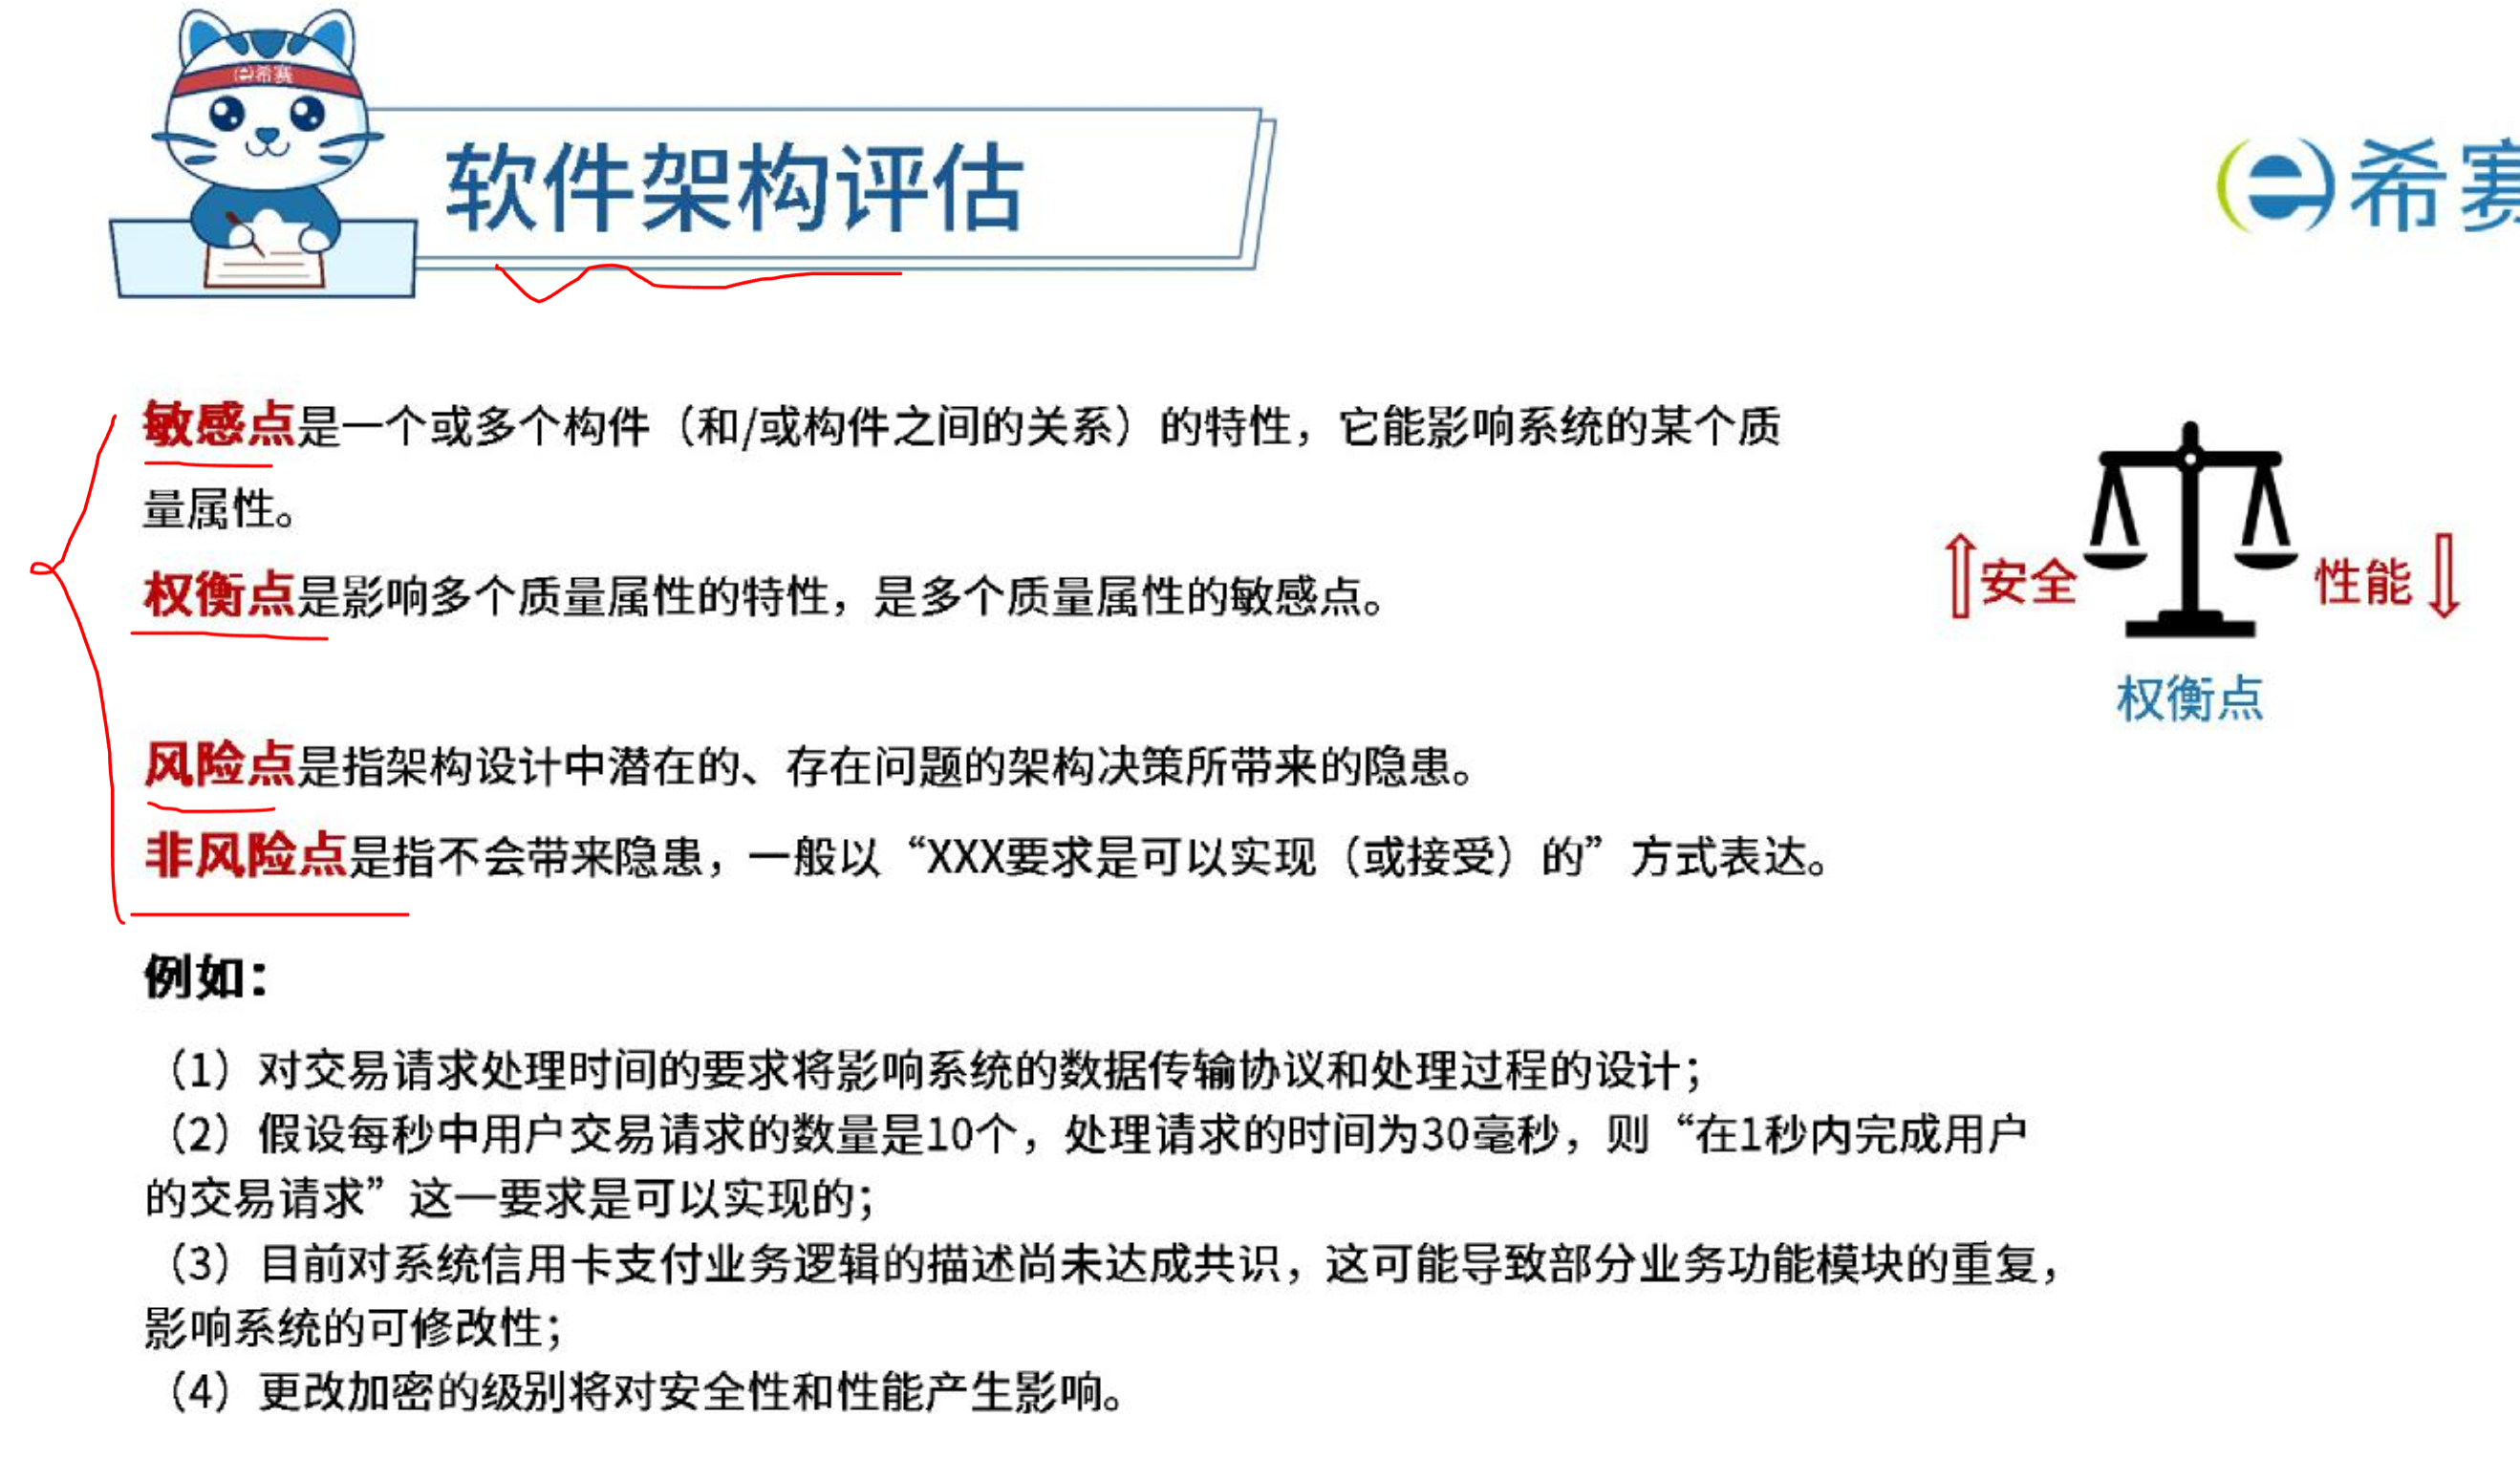 e希赛
软件架构评估
e希赛
敏感点是一个或多个构件（和/或构件之间的关系）的特性，它能影响系统的某个质
量属性。
权衡点是影响多个质量属性的特性，是多个质量属性的敏感点。
安全
性能
权衡点
风险点是指架构设计中潜在的、存在问题的架构决策所带来的隐患。
非风险点是指不会带来隐患，一般以“XXX要求是可以实现（或接受）的”方式表达。
例如：
（1）对交易请求处理时间的要求将影响系统的数据传输协议和处理过程的设计；
（2）假设每秒中用户交易请求的数量是10个，处理请求的时间为30毫秒，则“在1秒内完成用户
的交易请求”这一要求是可以实现的；
（3）目前对系统信用卡支付业务逻辑的描述尚未达成共识，这可能导致部分业务功能模块的重复，
影响系统的可修改性；
（4）更改加密的级别将对安全性和性能产生影响。